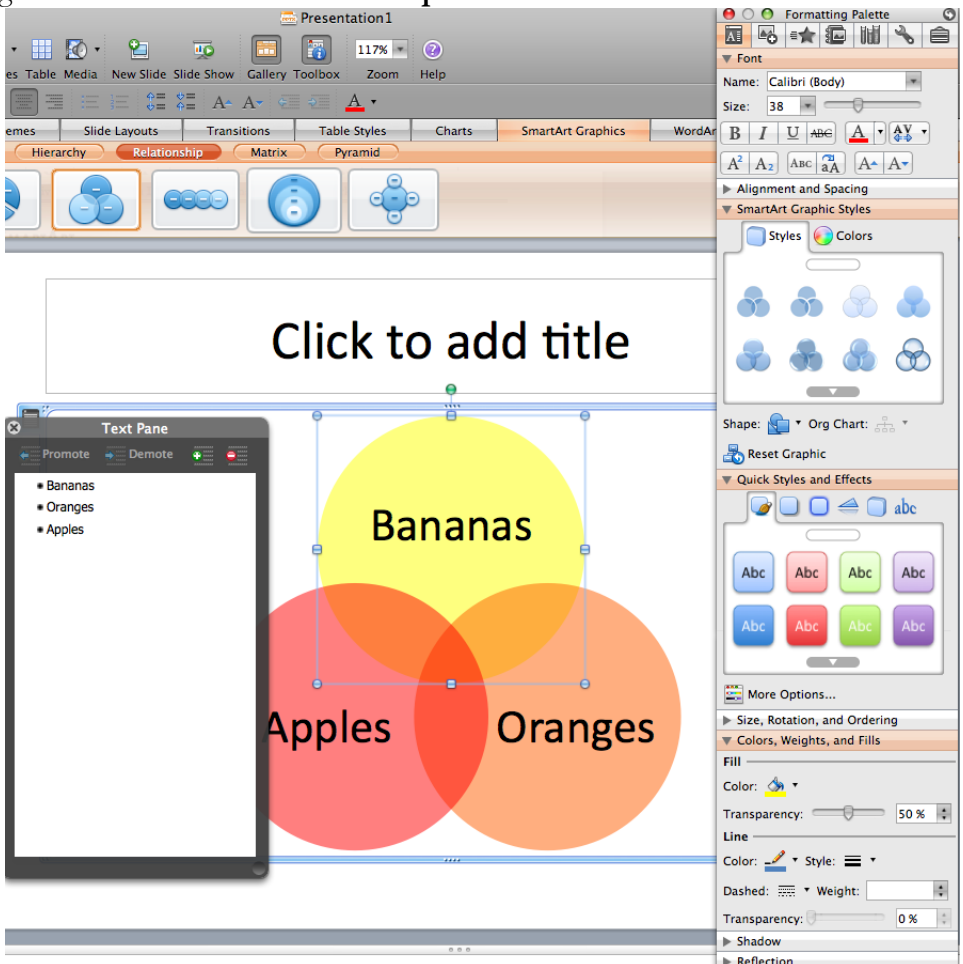 Presentation1
117%
es Table Media New Slide Slide Show Gallery Toolbox Zoom Help
A A A
emes Slide Layouts Transitions Table Styles Charts SmartArt Graphics WordAr
Hierarchy Relationship Matrix Pyramid
Click to add title
Text Pane
Promote Demote
Bananas
Oranges
Apples
Bananas
Apples Oranges
Formatting Palette
Font
Name: Calibri (Body)
Size: 38
B I U ABC A AV
A2 A2 ABC aA A A
Alignment and Spacing
SmartArt Graphic Styles
Styles Colors
Shape: Org Chart:
Reset Graphic
Quick Styles and Effects
abc
Abc Abc Abc Abc
Abc Abc Abc Abc
More Options...
Size, Rotation, and Ordering
Colors, Weights, and Fills
Fill
Color:
Transparency: 50 %
Line
Color: Style:
Dashed: Weight:
Transparency: 0 %
Shadow
Reflection